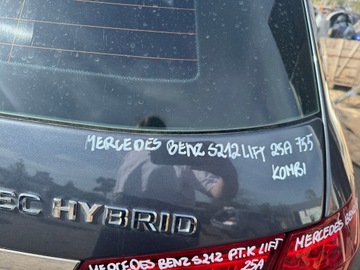 MERCEDES BENZ S212 LIFT 25A 755
KOMBI
EC HYBRID
MERCEDES B
MERCEDES BENZ S212 P.T.K LIFT
25A